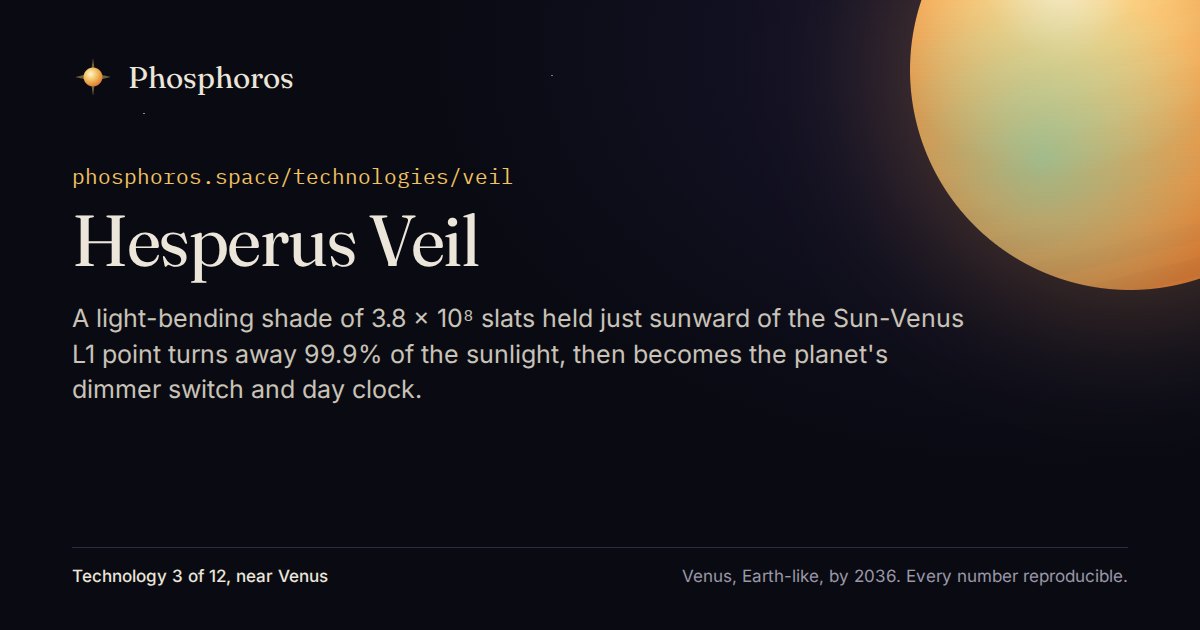 Phosphoros
phosphoros.space/technologies/veil
Hesperus Veil
A light-bending shade of 3.8 × 10⁸ slats held just sunward of the Sun-Venus
L1 point turns away 99.9% of the sunlight, then becomes the planet's
dimmer switch and day clock.
Technology 3 of 12, near Venus
Venus, Earth-like, by 2036. Every number reproducible.